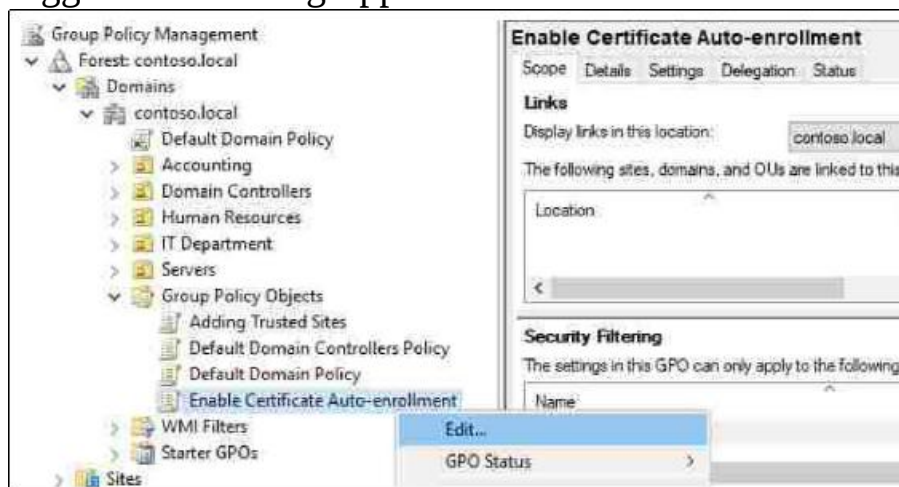 Group Policy Management
Forest: contoso.local
Domains
contoso.local
Default Domain Policy
Accounting
Domain Controllers
Human Resources
IT Department
Servers
Group Policy Objects
Adding Trusted Sites
Default Domain Controllers Policy
Default Domain Policy
Enable Certificate Auto-enrollment
WMI Filters
Starter GPOs
Sites
Enable Certificate Auto-enrollment
Scope Details Settings Delegation Status
Links
Display links in this location: contoso.local
The following sites, domains, and OUs are linked to this
Location
Security Filtering
The settings in this GPO can only apply to the following
Name
Edit...
GPO Status